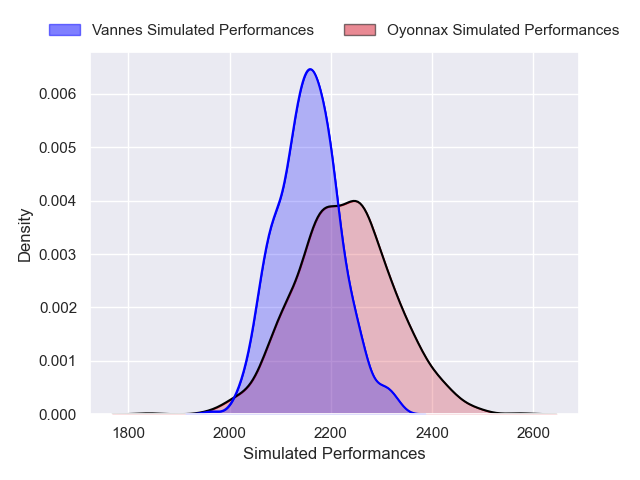 Vannes Simulated Performances Oyonnax Simulated Performances
0.006
0.005
0.004
0.003
0.002
0.001
0.000
1800 2000 2200 2400 2600
Density
Simulated Performances